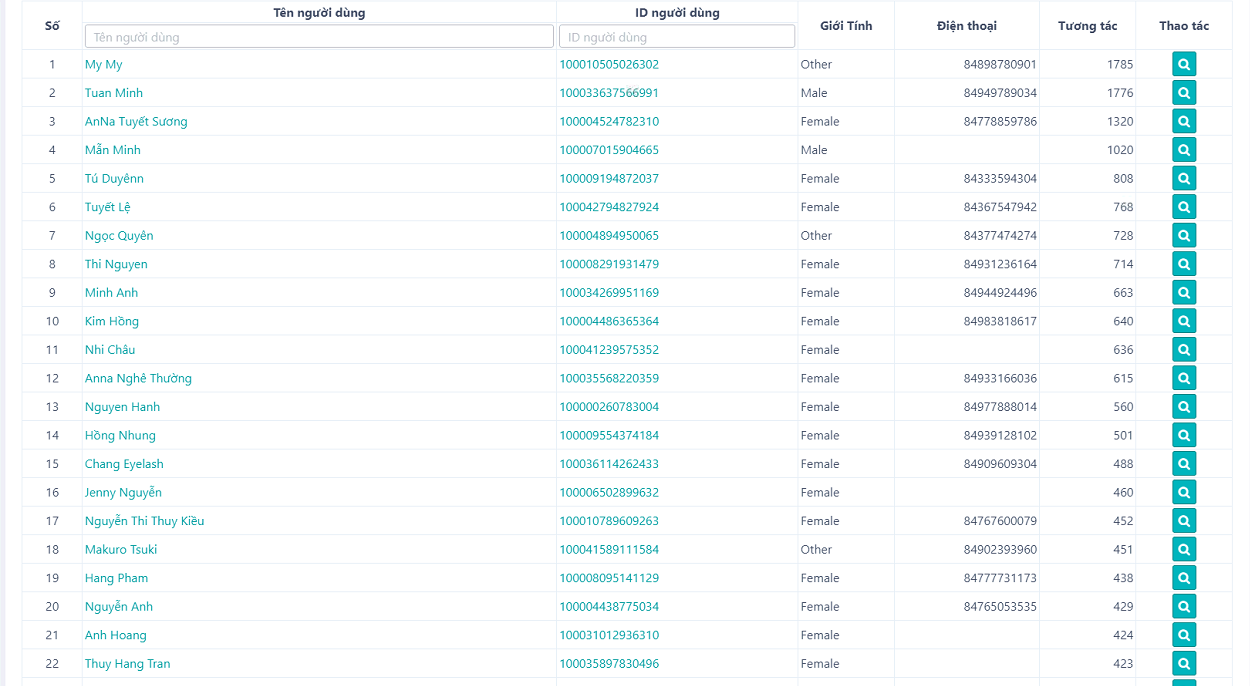 Số Tên người dùng ID người dùng Giới Tính Điện thoại Tương tác Thao tác
Tên người dùng ID người dùng
1 My My 100010505026302 Other 84898780901 1785
2 Tuan Minh 100033637566991 Male 84949789034 1776
3 AnNa Tuyết Sương 100004524782310 Female 84778859786 1320
4 Mẫn Minh 100007015904665 Male 1020
5 Tú Duyênn 100009194872037 Female 84333594304 808
6 Tuyết Lệ 100042794827924 Female 84367547942 768
7 Ngọc Quyên 100004894950065 Other 84377474274 728
8 Thi Nguyen 100008291931479 Female 84931236164 714
9 Minh Anh 100034269951169 Female 84944924496 663
10 Kim Hồng 100004486365364 Female 84983818617 640
11 Nhi Châu 100041239575352 Female 636
12 Anna Nghê Thường 100035568220359 Female 84933166036 615
13 Nguyen Hanh 100000260783004 Female 84977888014 560
14 Hồng Nhung 100009554374184 Female 84939128102 501
15 Chang Eyelash 100036114262433 Female 84909609304 488
16 Jenny Nguyễn 100006502899632 Female 460
17 Nguyễn Thi Thuy Kiều 100010789609263 Female 84767600079 452
18 Makuro Tsuki 100041589111584 Other 84902393960 451
19 Hang Pham 100008095141129 Female 84777731173 438
20 Nguyễn Anh 100004438775034 Female 84765053535 429
21 Anh Hoang 100031012936310 Female 424
22 Thuy Hang Tran 100035897830496 Female 423